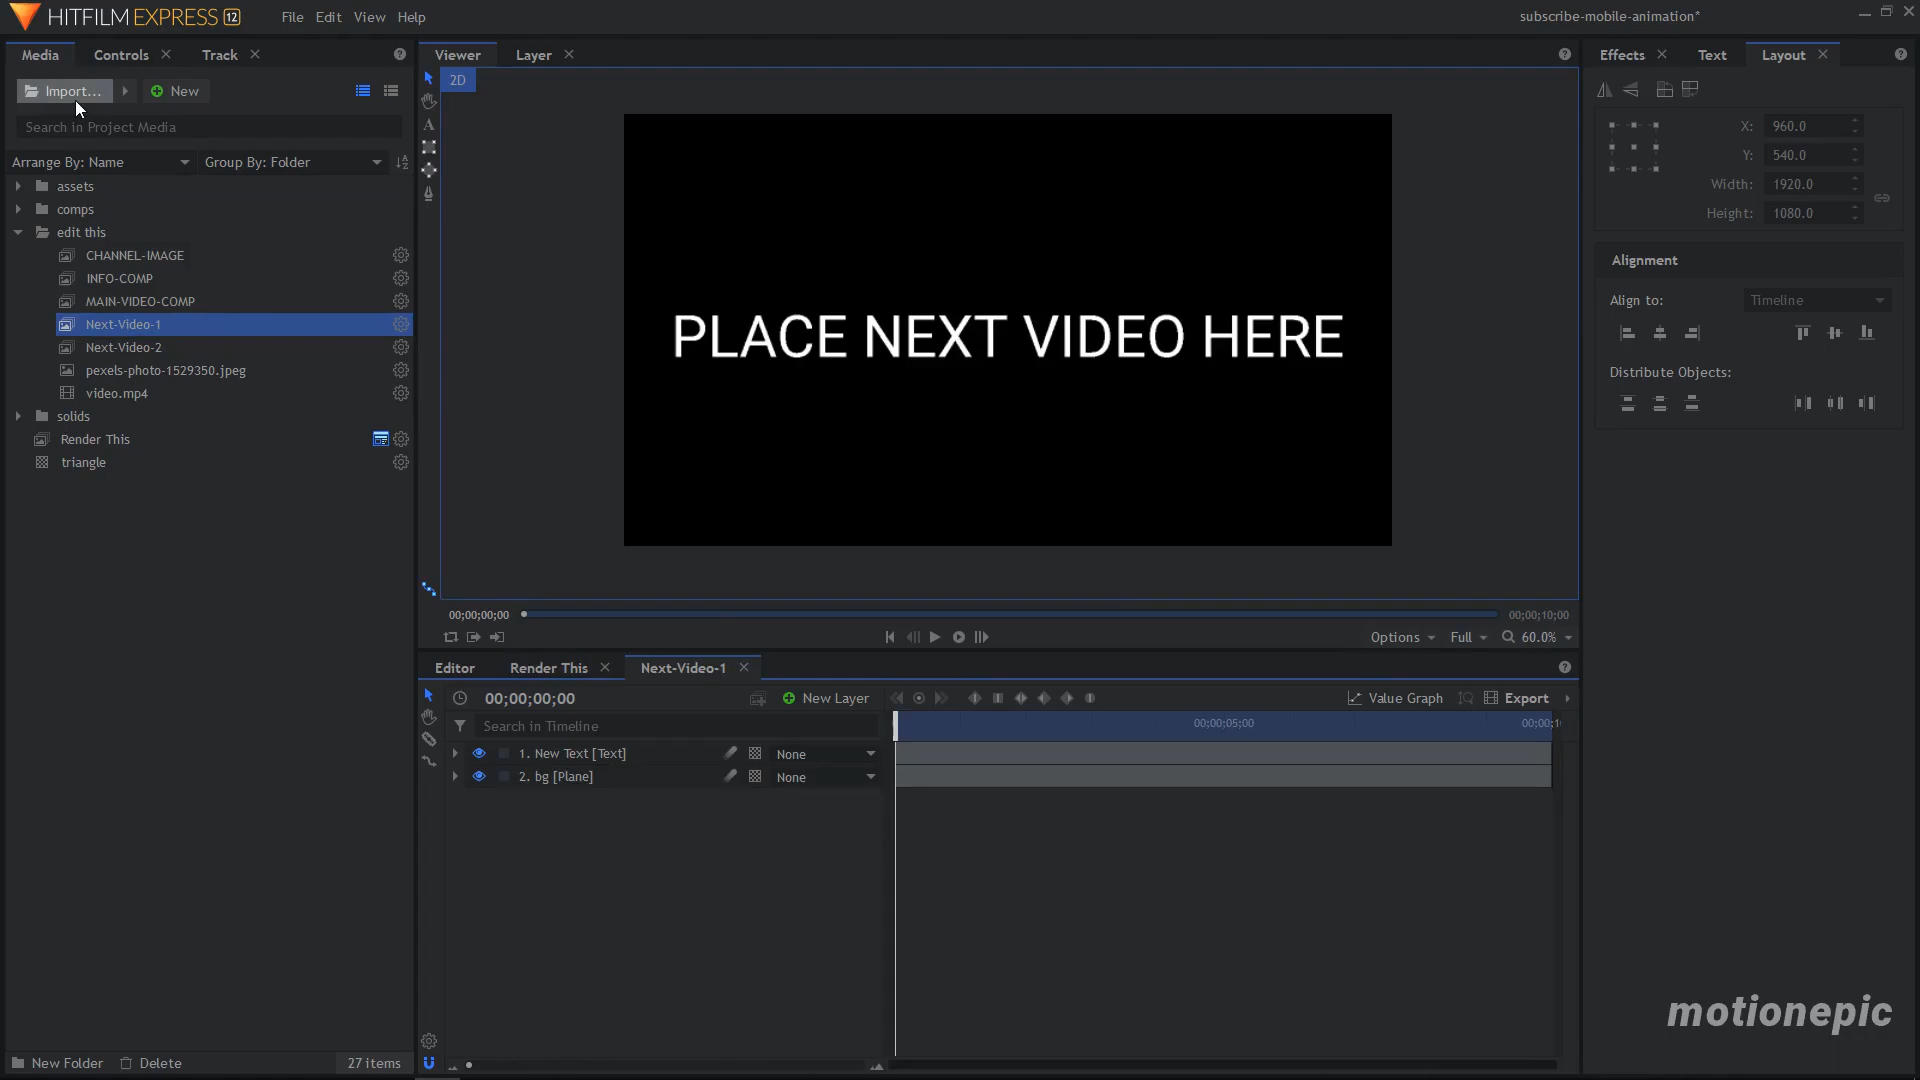 HITFILM EXPRESS 12 File Edit View Help subscribe-mobile-animation*
Media Controls Track
Import... New
Search in Project Media
Arrange By: Name Group By: Folder
assets
comps
edit this
CHANNEL-IMAGE
INFO-COMP
MAIN-VIDEO-COMP
Next-Video-1
Next-Video-2
pexels-photo-1529350.jpeg
video.mp4
solids
Render This
triangle
New Folder Delete 27 items
Viewer Layer
2D
PLACE NEXT VIDEO HERE
00;00;00;00 00;00;10;00
Options Full 60.0%
Editor Render This Next-Video-1
00;00;00;00 New Layer Value Graph Export
Search in Timeline 00;00;05;00 00;00;1
1. New Text [Text] None
2. bg [Plane] None
Effects Text Layout
X: 960.0
Y: 540.0
Width: 1920.0
Height: 1080.0
Alignment
Align to: Timeline
Distribute Objects:
motionepic